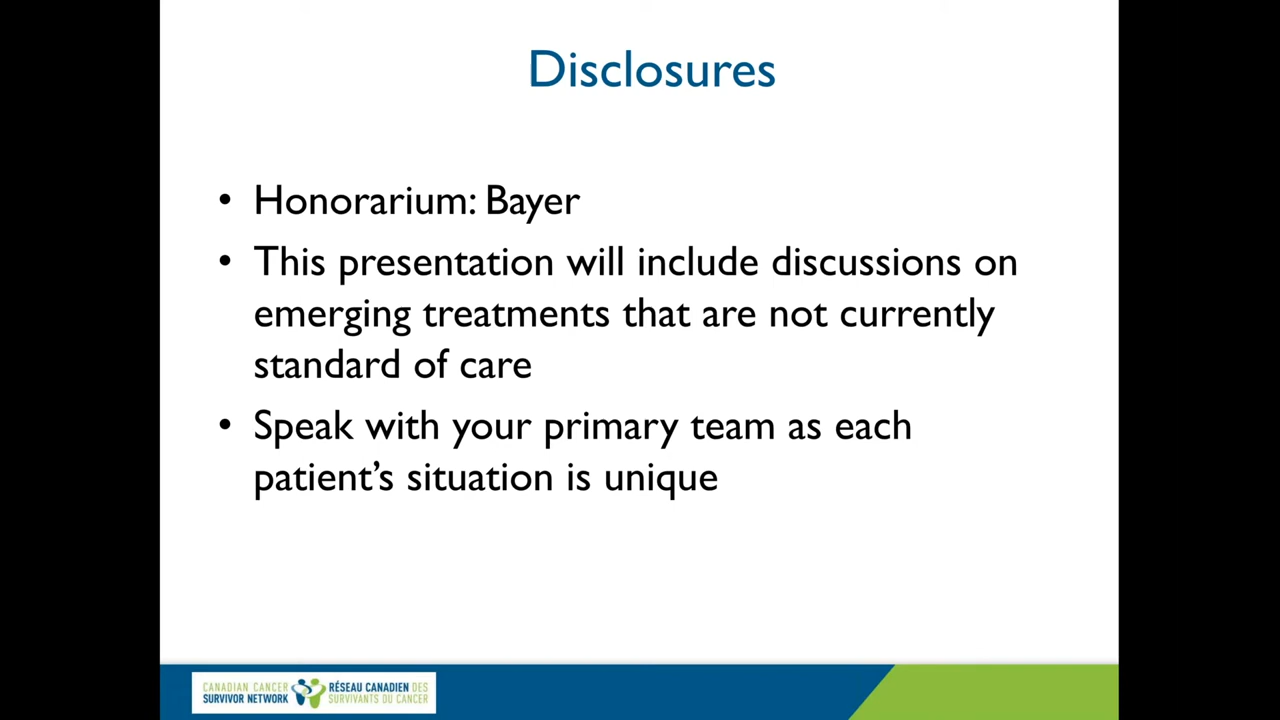 Disclosures
• Honorarium: Bayer
• This presentation will include discussions on
emerging treatments that are not currently
standard of care
• Speak with your primary team as each
patient’s situation is unique
CANADIAN CANCER
SURVIVOR NETWORK
RÉSEAU CANADIEN DES
SURVIVANTS DU CANCER